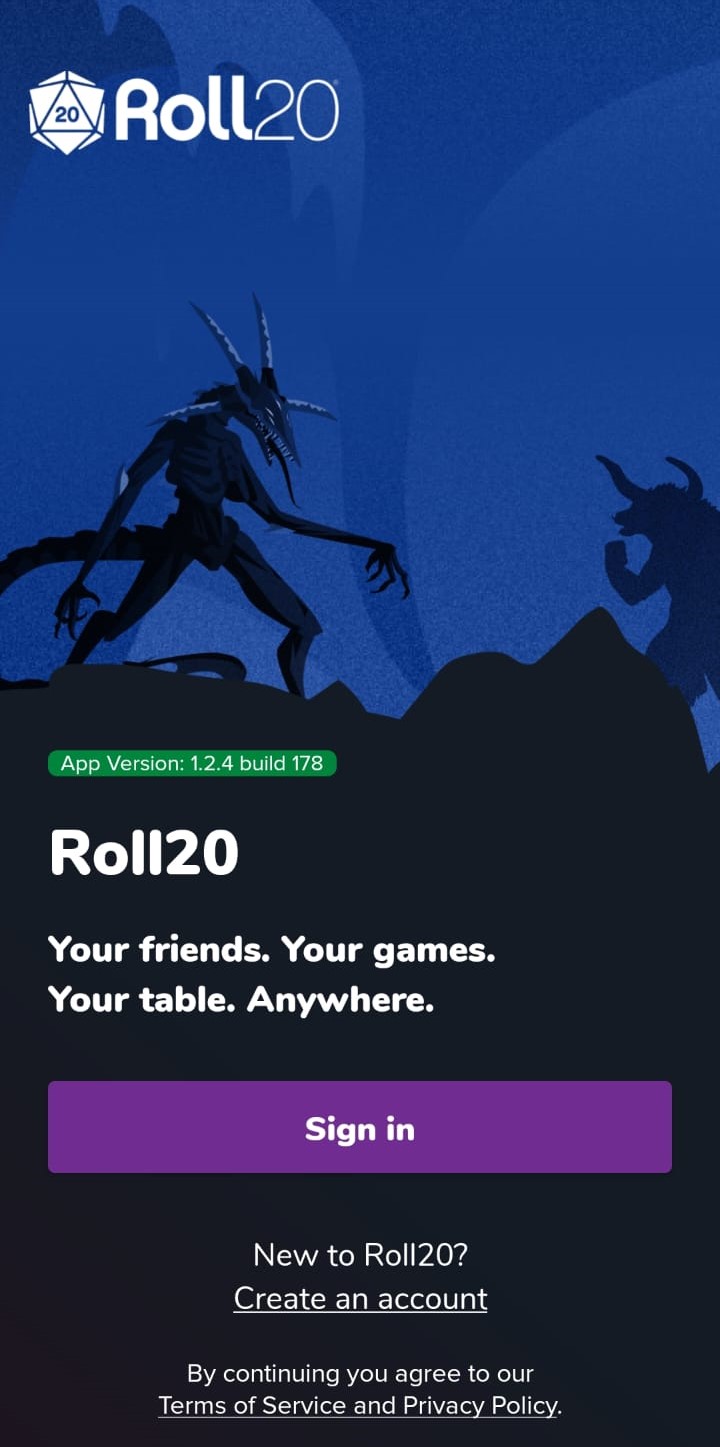 20 Roll20®
App Version: 1.2.4 build 178
Roll20
Your friends. Your games.
Your table. Anywhere.
Sign in
New to Roll20?
Create an account
By continuing you agree to our
Terms of Service and Privacy Policy.